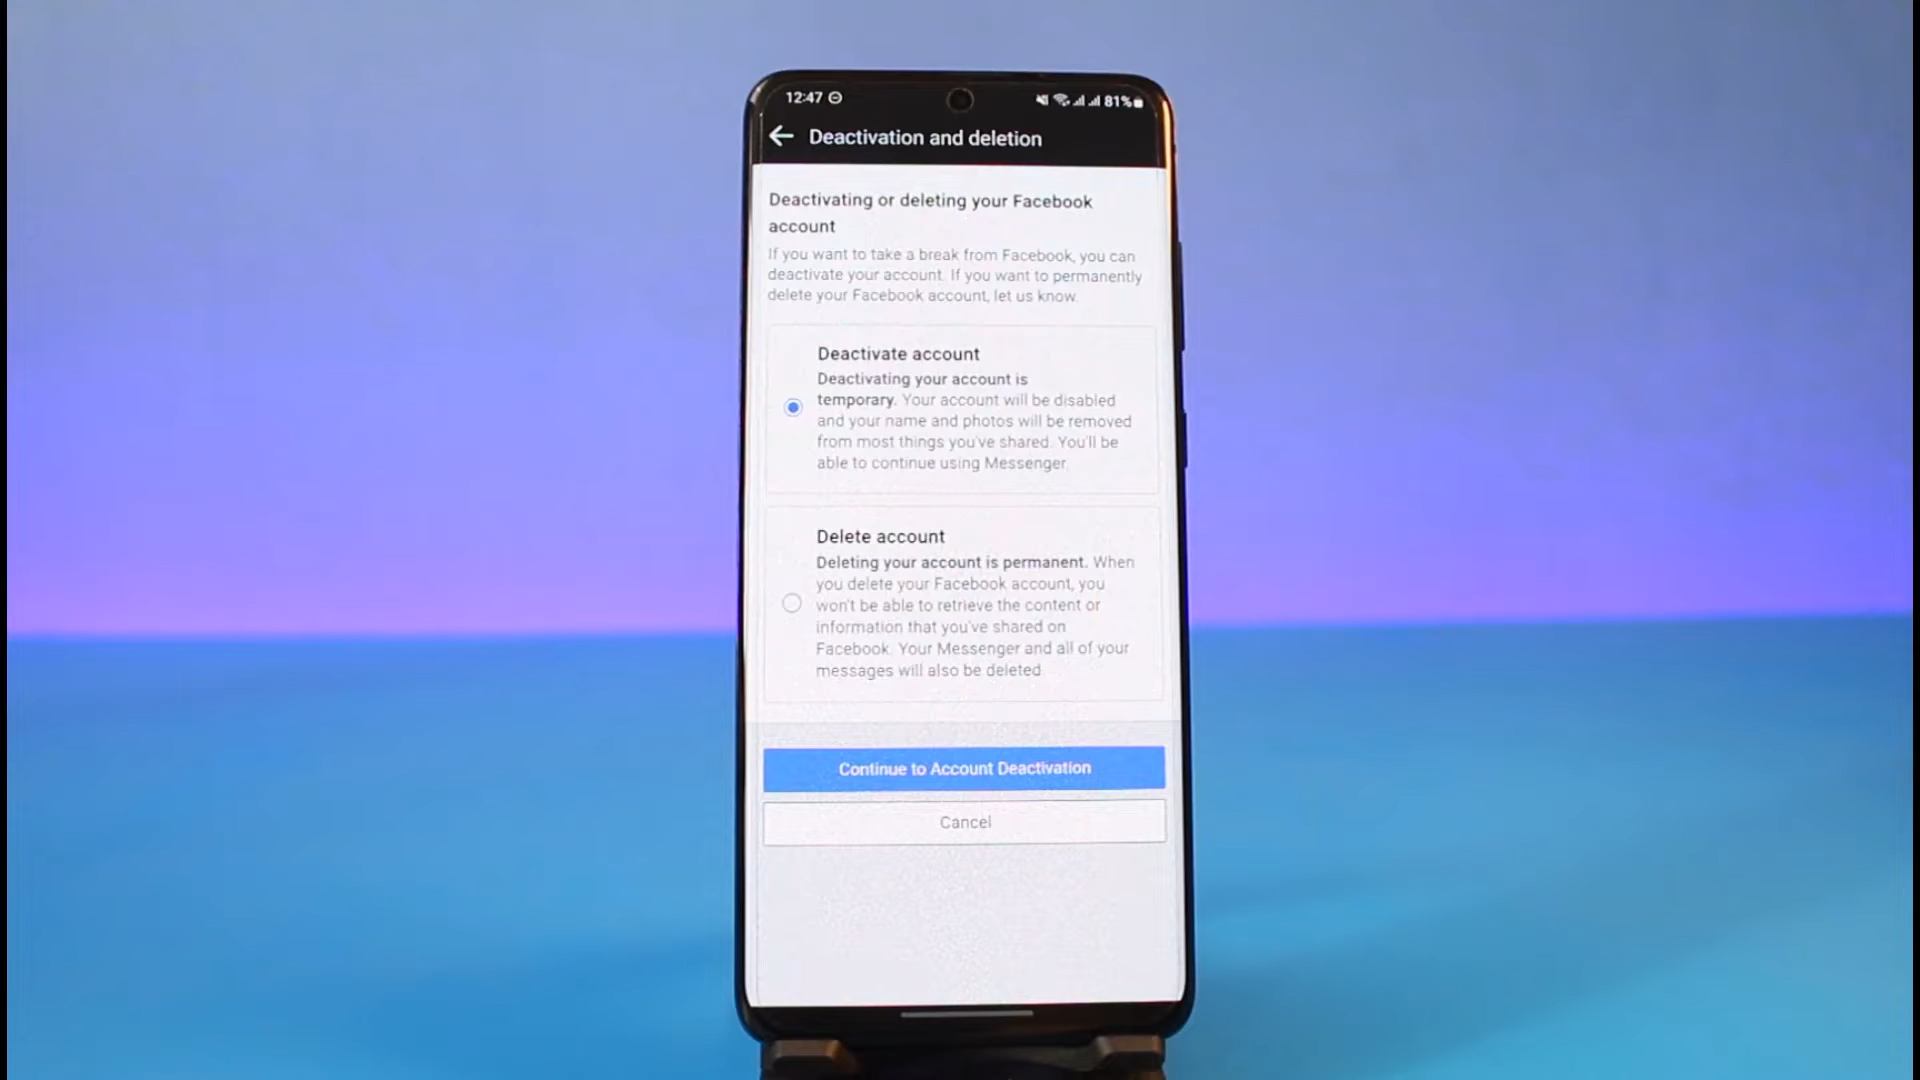 12:47 81%
Deactivation and deletion
Deactivating or deleting your Facebook
account
If you want to take a break from Facebook, you can
deactivate your account. If you want to permanently
delete your Facebook account, let us know.
Deactivate account
Deactivating your account is
temporary. Your account will be disabled
and your name and photos will be removed
from most things you've shared. You'll be
able to continue using Messenger.
Delete account
Deleting your account is permanent. When
you delete your Facebook account, you
won't be able to retrieve the content or
information that you've shared on
Facebook. Your Messenger and all of your
messages will also be deleted.
Continue to Account Deactivation
Cancel